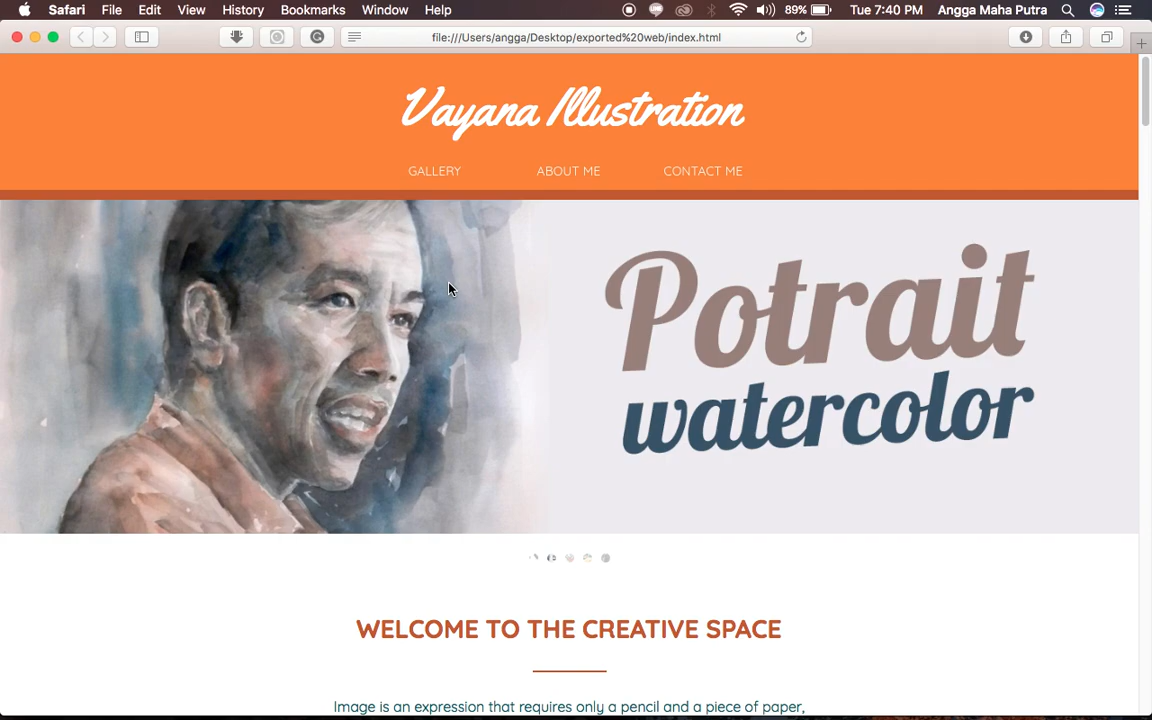 Safari File Edit View History Bookmarks Window Help 89% Tue 7:40 PM Angga Maha Putra
file:///Users/angga/Desktop/exported%20web/index.html
Vayana Illustration
GALLERY ABOUT ME CONTACT ME
Potrait
watercolor
WELCOME TO THE CREATIVE SPACE
Image is an expression that requires only a pencil and a piece of paper,